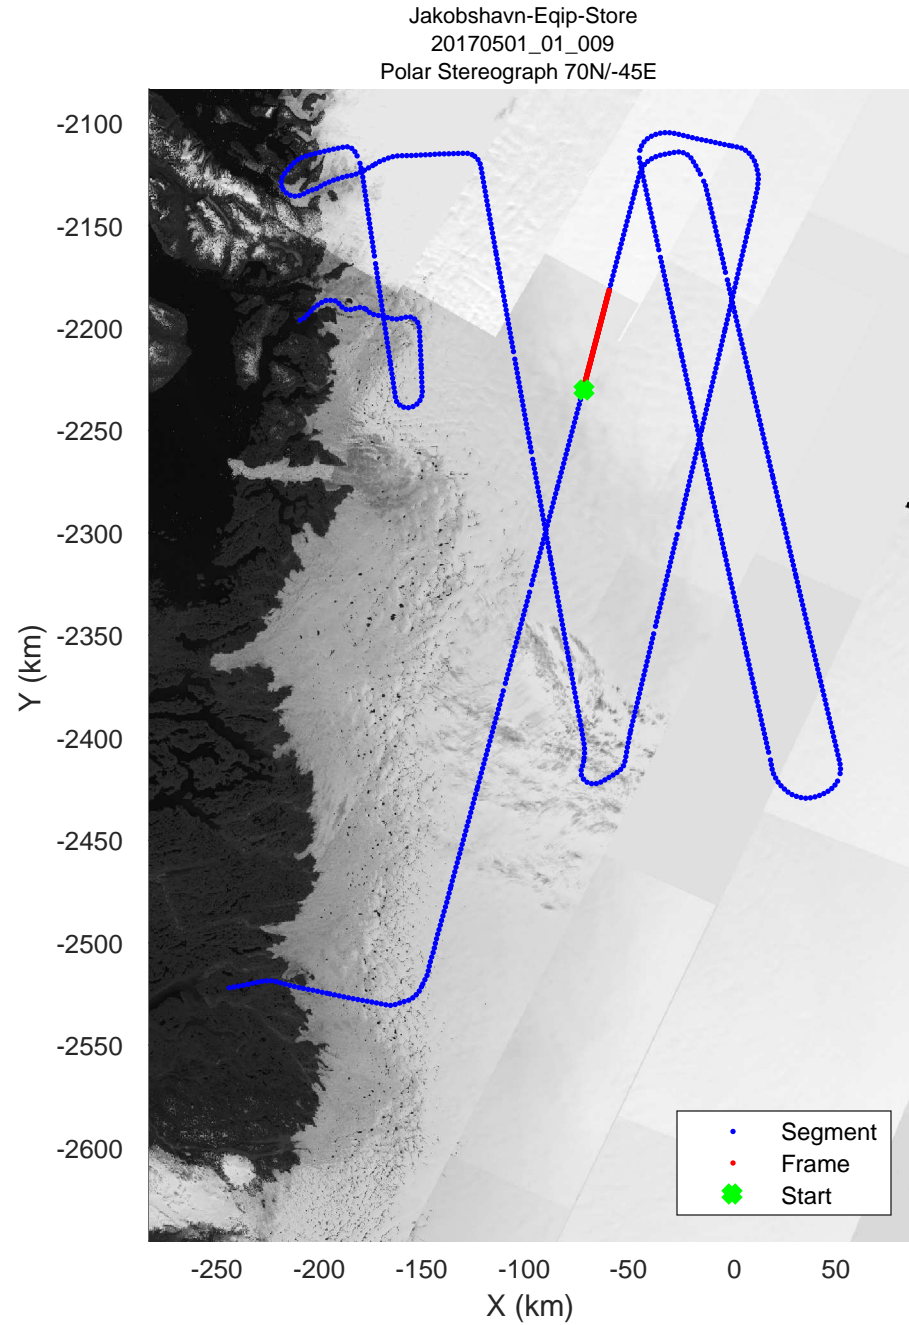 Jakobshavn-Eqip-Store
20170501_01_009
Polar Stereograph 70N/-45E
-2100
-2150
-2200
-2250
-2300
-2350
-2400
-2450
-2500
-2550
-2600
Y (km)
Segment
Frame
Start
-250 -200 -150 -100 -50 0 50
X (km)